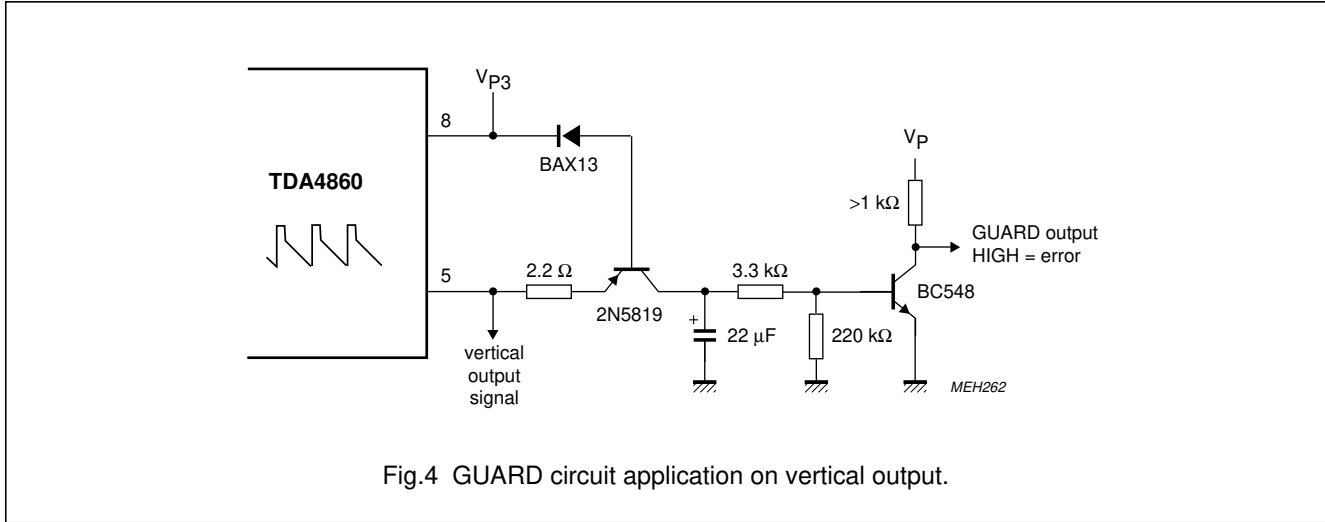 V_P3
8
BAX13
V_P
TDA4860
>1 kΩ
GUARD output
HIGH = error
5
2.2 Ω
3.3 kΩ
BC548
2N5819
+
22 μF
220 kΩ
vertical
output
signal
MEH262
Fig.4 GUARD circuit application on vertical output.